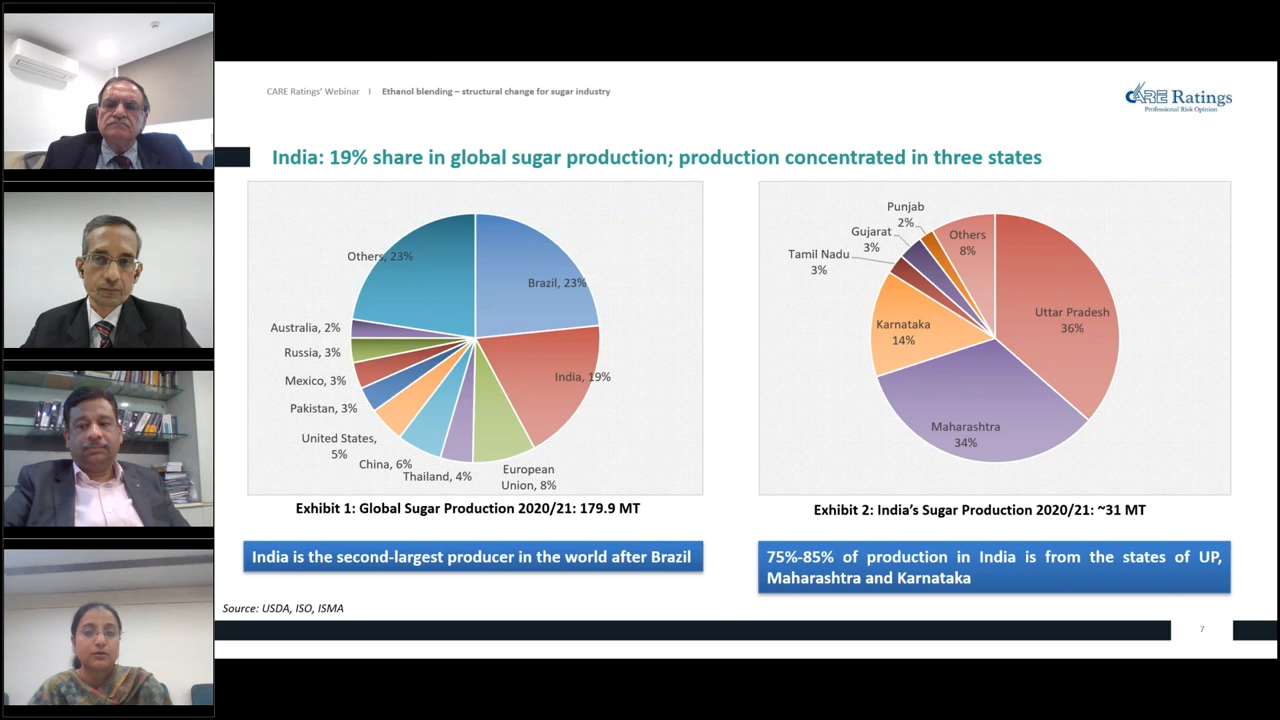 CARE Ratings' Webinar I Ethanol blending – structural change for sugar industry
CARE Ratings
Professional Risk Opinion
India: 19% share in global sugar production; production concentrated in three states
Others, 23%
Brazil, 23%
Australia, 2%
Russia, 3%
India, 19%
Mexico, 3%
Pakistan, 3%
United States,
5%
China, 6%
Thailand, 4%
European
Union, 8%
Exhibit 1: Global Sugar Production 2020/21: 179.9 MT
India is the second-largest producer in the world after Brazil
Punjab
2%
Gujarat
3%
Others
8%
Tamil Nadu
3%
Uttar Pradesh
36%
Karnataka
14%
Maharashtra
34%
Exhibit 2: India's Sugar Production 2020/21: ~31 MT
75%-85% of production in India is from the states of UP,
Maharashtra and Karnataka
Source: USDA, ISO, ISMA
7